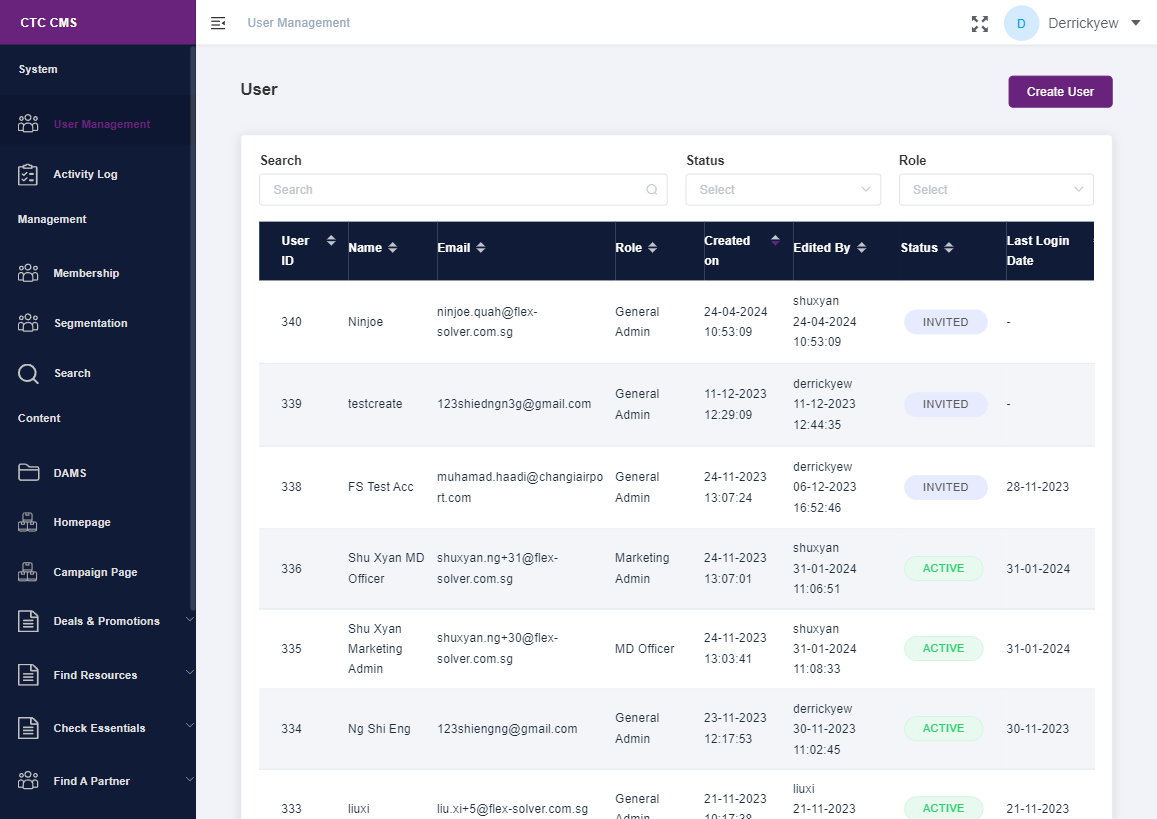 CTC CMS
User Management
D
Derrickyew
System
User Management
Activity Log
Management
Membership
Segmentation
Search
Content
DAMS
Homepage
Campaign Page
Deals & Promotions
Find Resources
Check Essentials
Find A Partner
User
Create User
Search
Status
Role
Search
Select
Select
User ID Name Email Role Created on Edited By Status Last Login Date
340 Ninjoe ninjoe.quah@flex-solver.com.sg General Admin 24-04-2024 10:53:09 shuxyan 24-04-2024 10:53:09 INVITED -
339 testcreate 123shiedngn3g@gmail.com General Admin 11-12-2023 12:29:09 derrickyew 11-12-2023 12:44:35 INVITED -
338 FS Test Acc muhamad.haadi@changiairport.com General Admin 24-11-2023 13:07:24 derrickyew 06-12-2023 16:52:46 INVITED 28-11-2023
336 Shu Xyan MD Officer shuxyan.ng+31@flex-solver.com.sg Marketing Admin 24-11-2023 13:07:01 shuxyan 31-01-2024 11:06:51 ACTIVE 31-01-2024
335 Shu Xyan Marketing Admin shuxyan.ng+30@flex-solver.com.sg MD Officer 24-11-2023 13:03:41 shuxyan 31-01-2024 11:08:33 ACTIVE 31-01-2024
334 Ng Shi Eng 123shiengng@gmail.com General Admin 23-11-2023 12:17:53 derrickyew 30-11-2023 11:02:45 ACTIVE 30-11-2023
333 liuxi liu.xi+5@flex-solver.com.sg General Admin 21-11-2023 10:17:38 liuxi 21-11-2023 ACTIVE 21-11-2023